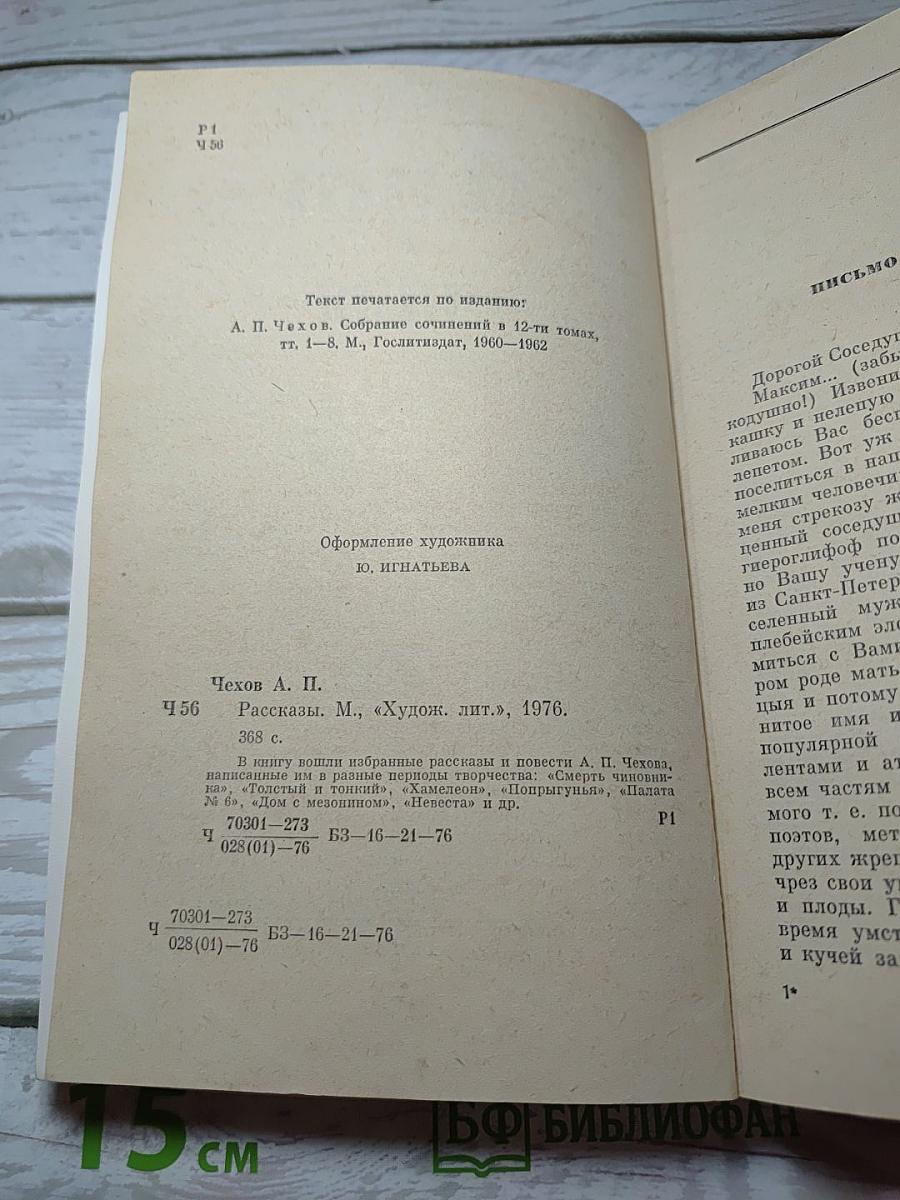 Р1
Ч 56
Текст печатается по изданию:
А. П. Чехов. Собрание сочинений в 12-ти томах,
тт. 1—8. М., Гослитиздат, 1960—1962
Оформление художника
Ю. ИГНАТЬЕВА
Чехов А. П.
Ч 56 Рассказы. М., «Худож. лит.», 1976.
368 с.
В книгу вошли избранные рассказы и повести А. П. Чехова,
написанные им в разные периоды творчества: «Смерть чиновни-
ка», «Толстый и тонкий», «Хамелеон», «Попрыгунья», «Палата
№ 6», «Дом с мезонином», «Невеста» и др.
Ч 70301—273
028(01)—76 БЗ—16—21—76
Р1
Ч 70301—273
028(01)—76 БЗ—16—21—76
ПИСЬМО
Дорогой Соседу
Максим... (забы
кодушно!) Извени
кашку и нелепую
ливаюсь Вас бесп
лепетом. Вот уж
поселиться в наш
мелким человечи
меня стрекозу ж
ценный соседуш
гиероглифоф по
но Вашу учену
из Санкт-Петер
селенный муж
плебейским эле
миться с Вами
ром роде мать
цыя и потому
нитое имя и
популярной
лентами и ат
всем частям
мого т. е. по
поэтов, мет
других жрец
чрез свои у
и плоды. Г
время умст
и кучей за
1*
15 см
БФ БИБЛИОФАН